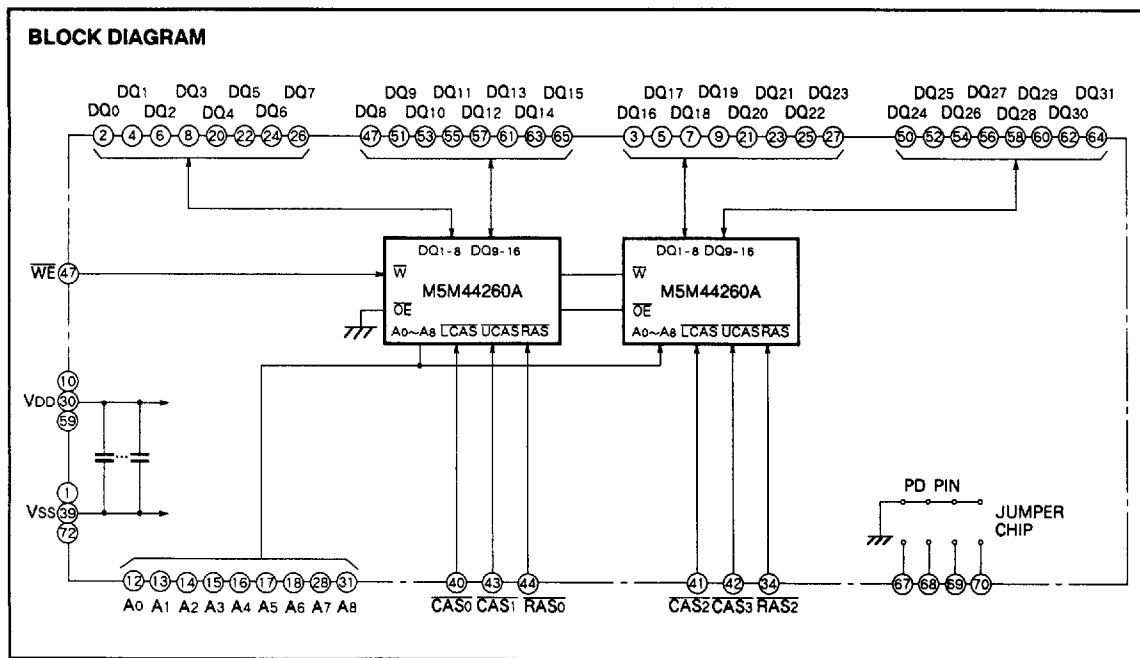 BLOCK DIAGRAM
DQ1 DQ3 DQ5 DQ7
DQ0 DQ2 DQ4 DQ6
2 4 6 8 20 22 24 26
DQ9 DQ11 DQ13 DQ15
DQ8 DQ10 DQ12 DQ14
47 51 53 55 57 61 63 65
DQ17 DQ19 DQ21 DQ23
DQ16 DQ18 DQ20 DQ22
3 5 7 9 21 23 25 27
DQ25 DQ27 DQ29 DQ31
DQ24 DQ26 DQ28 DQ30
50 52 54 56 58 60 62 64
WE 47
DQ1-8 DQ9-16
W
M5M44260A
OE
A0~A8 LCAS UCAS RAS
DQ1-8 DQ9-16
W
M5M44260A
OE
A0~A8 LCAS UCAS RAS
10
VDD 30
59
1
VSS 39
72
PD PIN
JUMPER
CHIP
12 13 14 15 16 17 18 28 31
A0 A1 A2 A3 A4 A5 A6 A7 A8
40 43 44
CAS0 CAS1 RAS0
41 42 34
CAS2 CAS3 RAS2
67 68 69 70